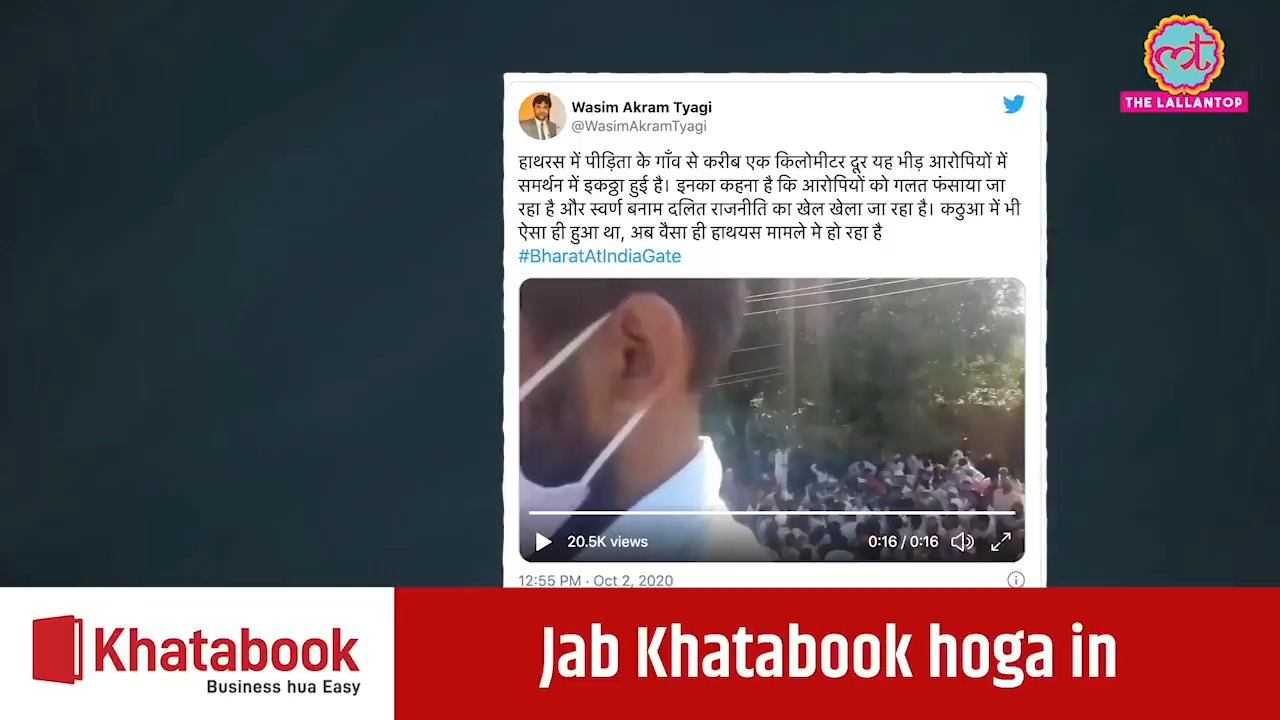 THE LALLANTOP
Wasim Akram Tyagi
@WasimAkramTyagi
हाथरस में पीड़िता के गाँव से करीब एक किलोमीटर दूर यह भीड़ आरोपियों में
समर्थन में इकठ्ठा हुई है। इनका कहना है कि आरोपियों को गलत फंसाया जा
रहा है और स्वर्ण बनाम दलित राजनीति का खेल खेला जा रहा है। कठुआ में भी
ऐसा ही हुआ था, अब वैसा ही हाथयस मामले मे हो रहा है
#BharatAtIndiaGate
20.5K views
0:16 / 0:16
12:55 PM · Oct 2, 2020
Khatabook
Business hua Easy
Jab Khatabook hoga in